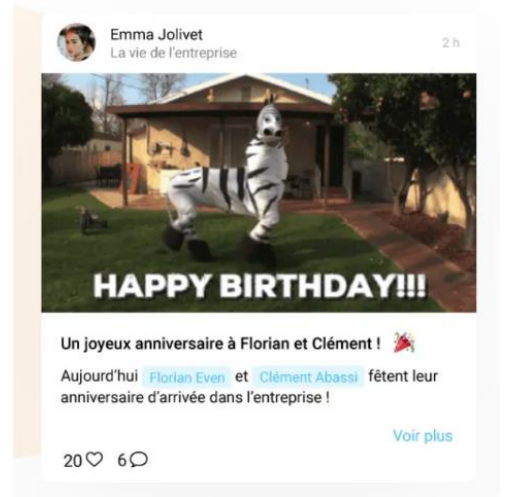 Emma Jolivet
La vie de l'entreprise
2 h
HAPPY BIRTHDAY!!!
Un joyeux anniversaire à Florian et Clément ! 🎉
Aujourd'hui Florian Even et Clément Abassi fêtent leur
anniversaire d'arrivée dans l'entreprise !
Voir plus
20 6